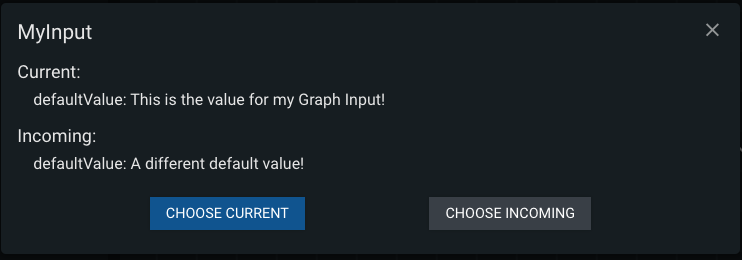 MyInput
Current:
defaultValue: This is the value for my Graph Input!
Incoming:
defaultValue: A different default value!
CHOOSE CURRENT
CHOOSE INCOMING